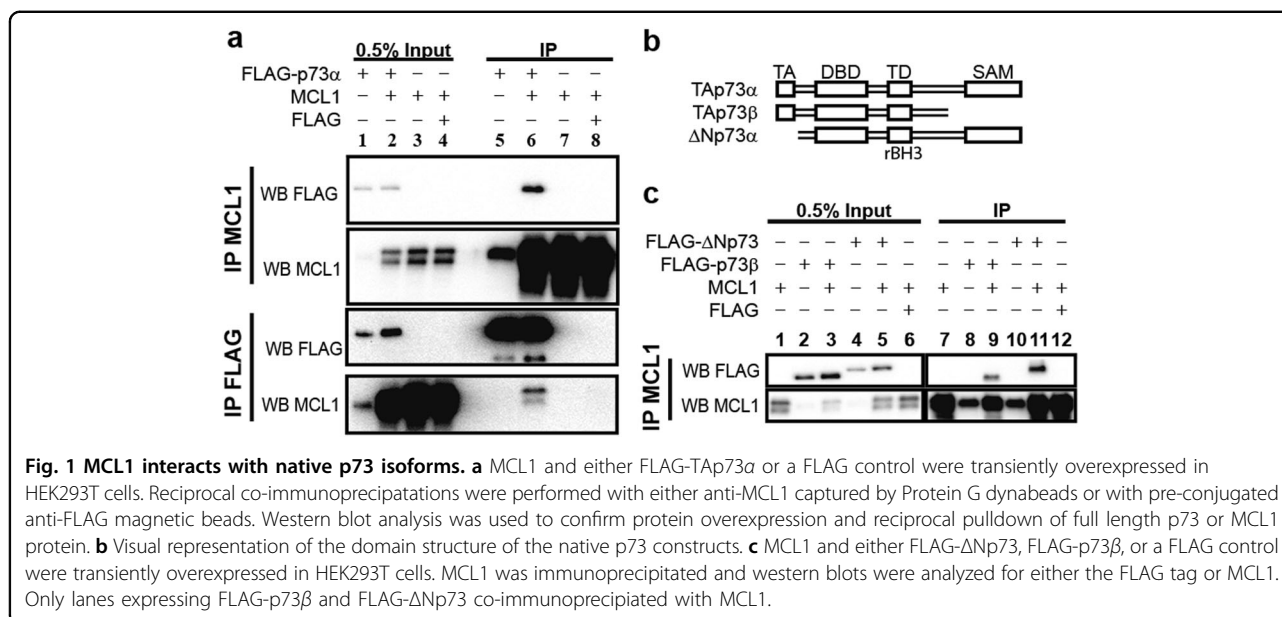 a
0.5% Input IP
FLAG-p73α + + − − + + − −
MCL1 − + + + − + + +
FLAG − − − + − − − +
1 2 3 4 5 6 7 8
IP MCL1
WB FLAG
WB MCL1
IP FLAG
WB FLAG
WB MCL1
b
TA DBD TD SAM
TAp73α
TAp73β
ΔNp73α
rBH3
c
0.5% Input IP
FLAG-ΔNp73 − − − + + − − − − + + −
FLAG-p73β − + + − − − − + + − − −
MCL1 + − + − + + + − + − + +
FLAG − − − − − + − − − − − +
1 2 3 4 5 6 7 8 9 10 11 12
IP MCL1
WB FLAG
WB MCL1
Fig. 1 MCL1 interacts with native p73 isoforms. a MCL1 and either FLAG-TAp73α or a FLAG control were transiently overexpressed in
HEK293T cells. Reciprocal co-immunoprecipatations were performed with either anti-MCL1 captured by Protein G dynabeads or with pre-conjugated
anti-FLAG magnetic beads. Western blot analysis was used to confirm protein overexpression and reciprocal pulldown of full length p73 or MCL1
protein. b Visual representation of the domain structure of the native p73 constructs. c MCL1 and either FLAG-ΔNp73, FLAG-p73β, or a FLAG control
were transiently overexpressed in HEK293T cells. MCL1 was immunoprecipitated and western blots were analyzed for either the FLAG tag or MCL1.
Only lanes expressing FLAG-p73β and FLAG-ΔNp73 co-immunoprecipiated with MCL1.